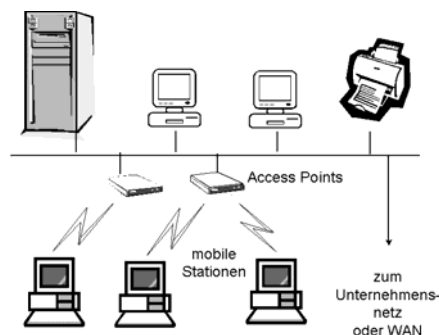 Access Points
mobile
Stationen
zum
Unternehmens-
netz
oder WAN